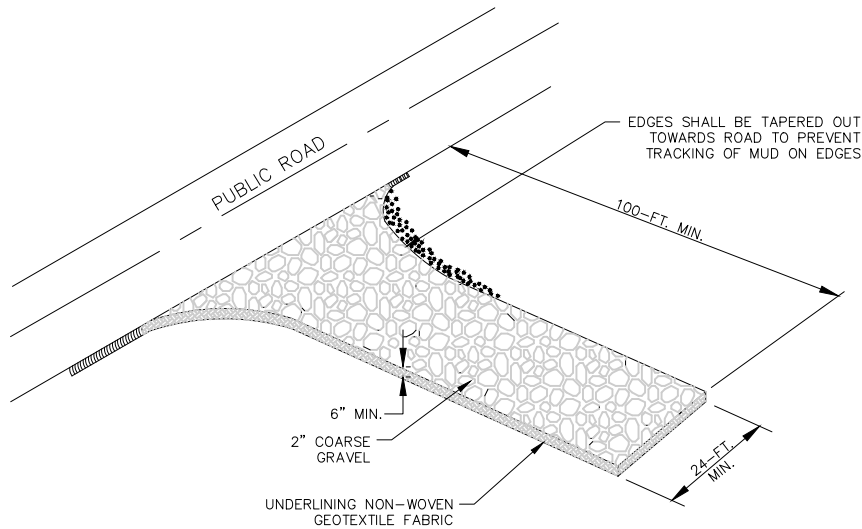 EDGES SHALL BE TAPERED OUT
TOWARDS ROAD TO PREVENT
TRACKING OF MUD ON EDGES
PUBLIC ROAD
100-FT. MIN.
6" MIN.
2" COARSE
GRAVEL
24-FT.
MIN.
UNDERLINING NON-WOVEN
GEOTEXTILE FABRIC